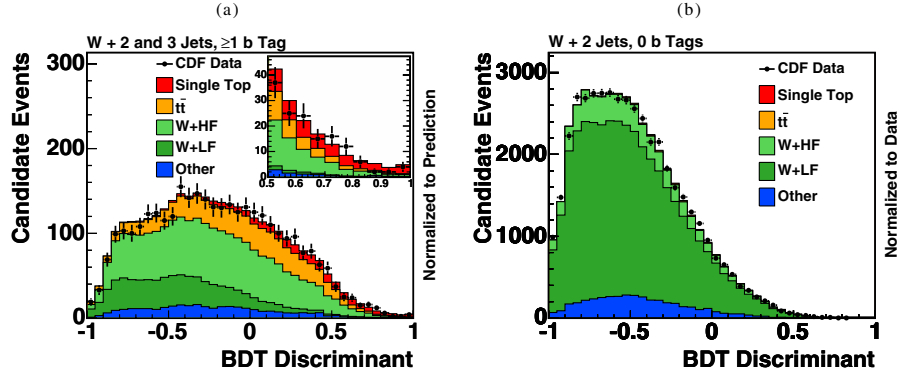 (a)
W + 2 and 3 Jets, ≥1 b Tag
Candidate Events
300
200
100
0
CDF Data
Single Top
tt̄
W+HF
W+LF
Other
40
30
20
10
0
0.5 0.6 0.7 0.8 0.9 1
-1 -0.5 0 0.5 1
BDT Discriminant
Normalized to Prediction
(b)
W + 2 Jets, 0 b Tags
Candidate Events
3000
2000
1000
0
CDF Data
Single Top
tt̄
W+HF
W+LF
Other
-1 -0.5 0 0.5 1
BDT Discriminant
Normalized to Data